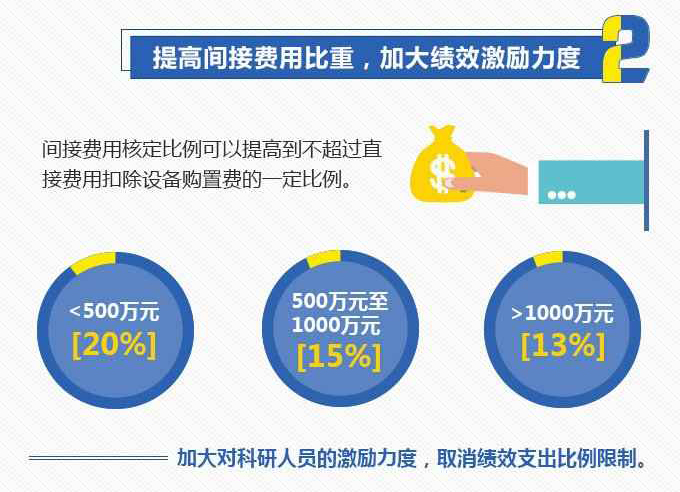 提高间接费用比重，加大绩效激励力度
2
间接费用核定比例可以提高到不超过直
接费用扣除设备购置费的一定比例。
$
<500万元
[20%]
500万元至
1000万元
[15%]
>1000万元
[13%]
加大对科研人员的激励力度，取消绩效支出比例限制。